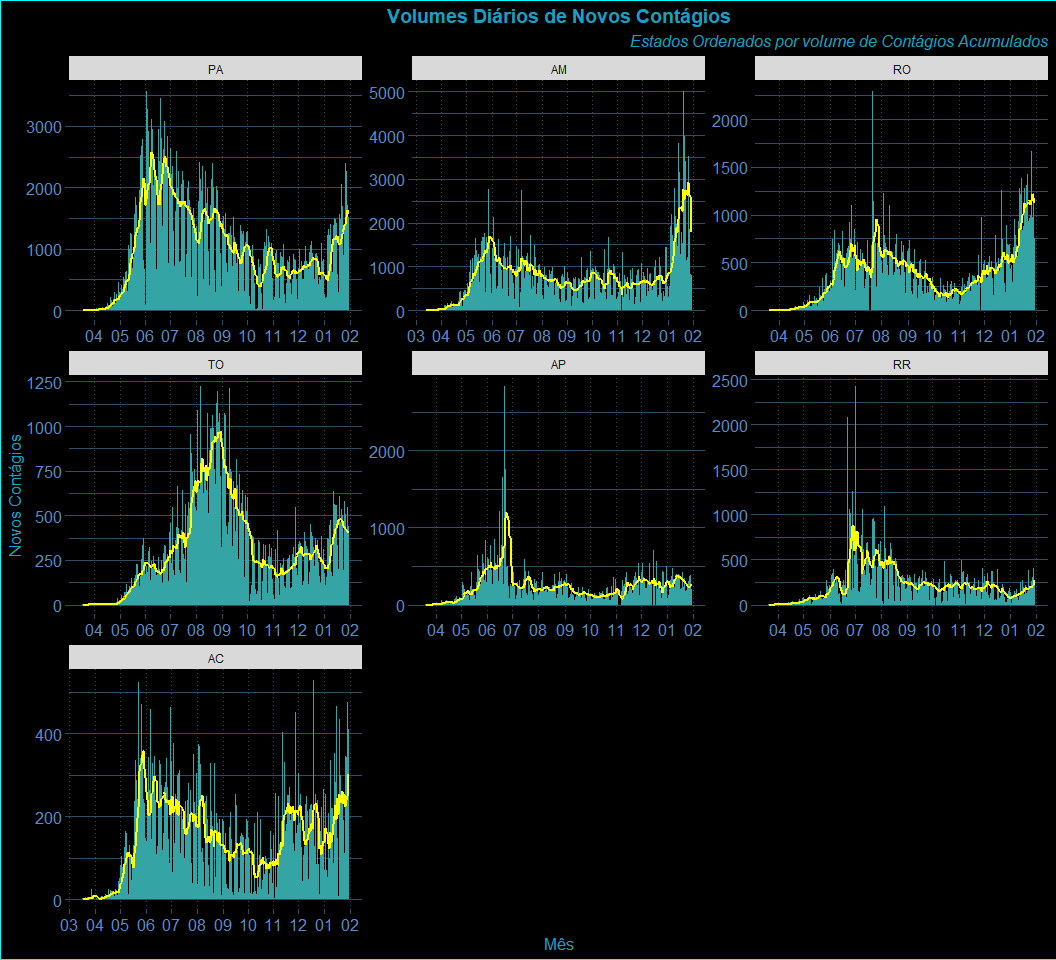 Volumes Diários de Novos Contágios
Estados Ordenados por volume de Contágios Acumulados
PA
AM
RO
3000
2000
1000
0
5000
4000
3000
2000
1000
0
2000
1500
1000
500
0
04 05 06 07 08 09 10 11 12 01 02
03 04 05 06 07 08 09 10 11 12 01 02
04 05 06 07 08 09 10 11 12 01 02
TO
AP
RR
1250
1000
750
500
250
0
2000
1000
0
2500
2000
1500
1000
500
0
04 05 06 07 08 09 10 11 12 01 02
04 05 06 07 08 09 10 11 12 01 02
04 05 06 07 08 09 10 11 12 01 02
Novos Contágios
AC
400
200
0
03 04 05 06 07 08 09 10 11 12 01 02
Mês